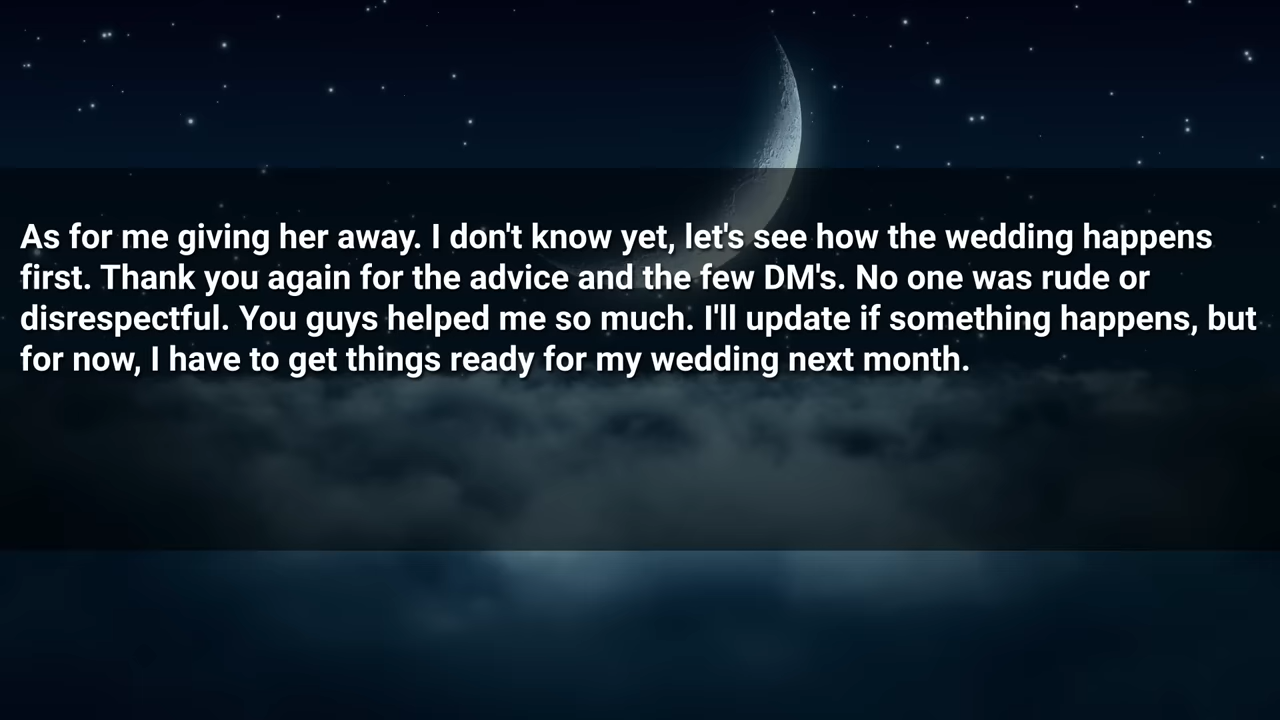 As for me giving her away. I don't know yet, let's see how the wedding happens
first. Thank you again for the advice and the few DM's. No one was rude or
disrespectful. You guys helped me so much. I'll update if something happens, but
for now, I have to get things ready for my wedding next month.